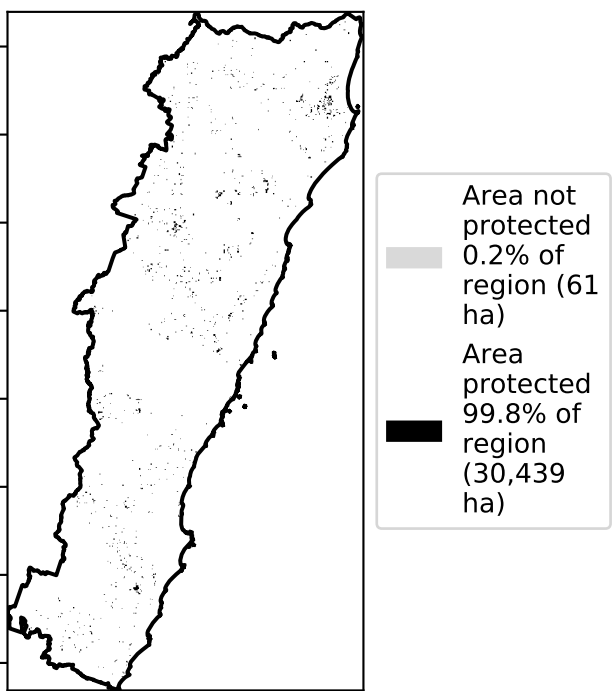 Area not
protected
0.2% of
region (61
ha)
Area
protected
99.8% of
region
(30,439
ha)